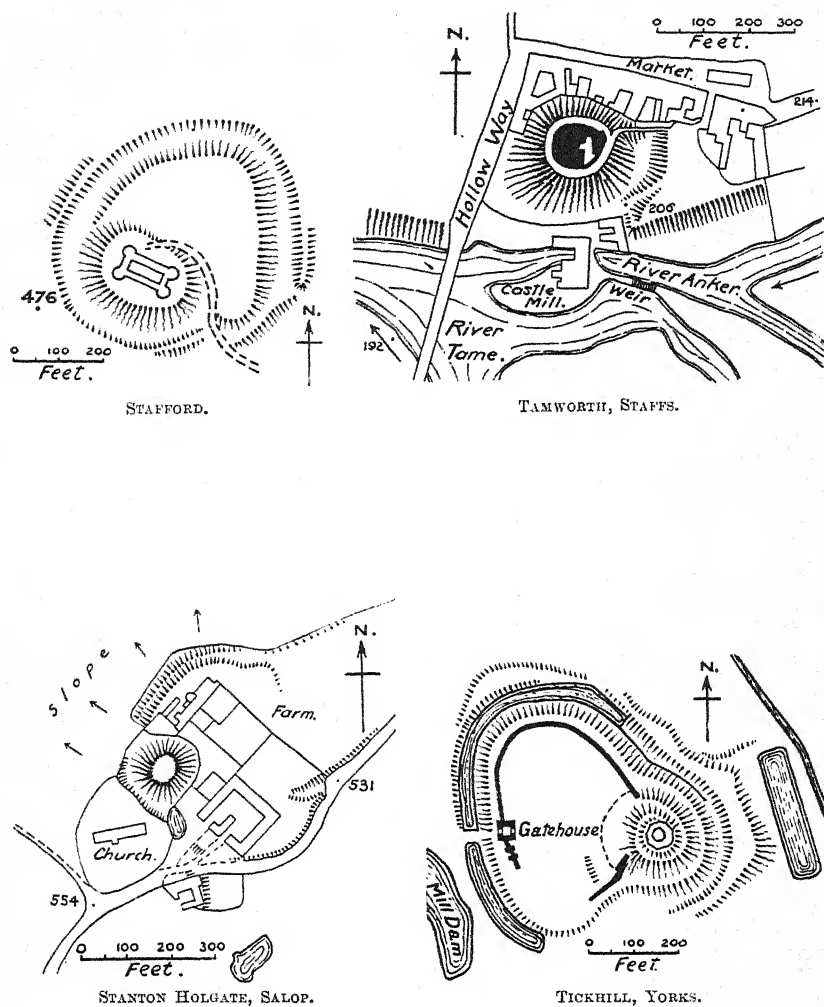 N.
476
N.
0 100 200
Feet.
STAFFORD.
N.
0 100 200 300
Feet.
Market.
214.
Hollow Way
206
Castle
Mill.
River Anker.
Weir
River
Tame.
192
TAMWORTH, STAFFS.
Slope
N.
Farm.
531
Church.
554
0 100 200 300
Feet.
STANTON HOLGATE, SALOP.
N.
Gatehouse
Mill Dam
0 100 200
Feet.
TICKHILL, YORKS.